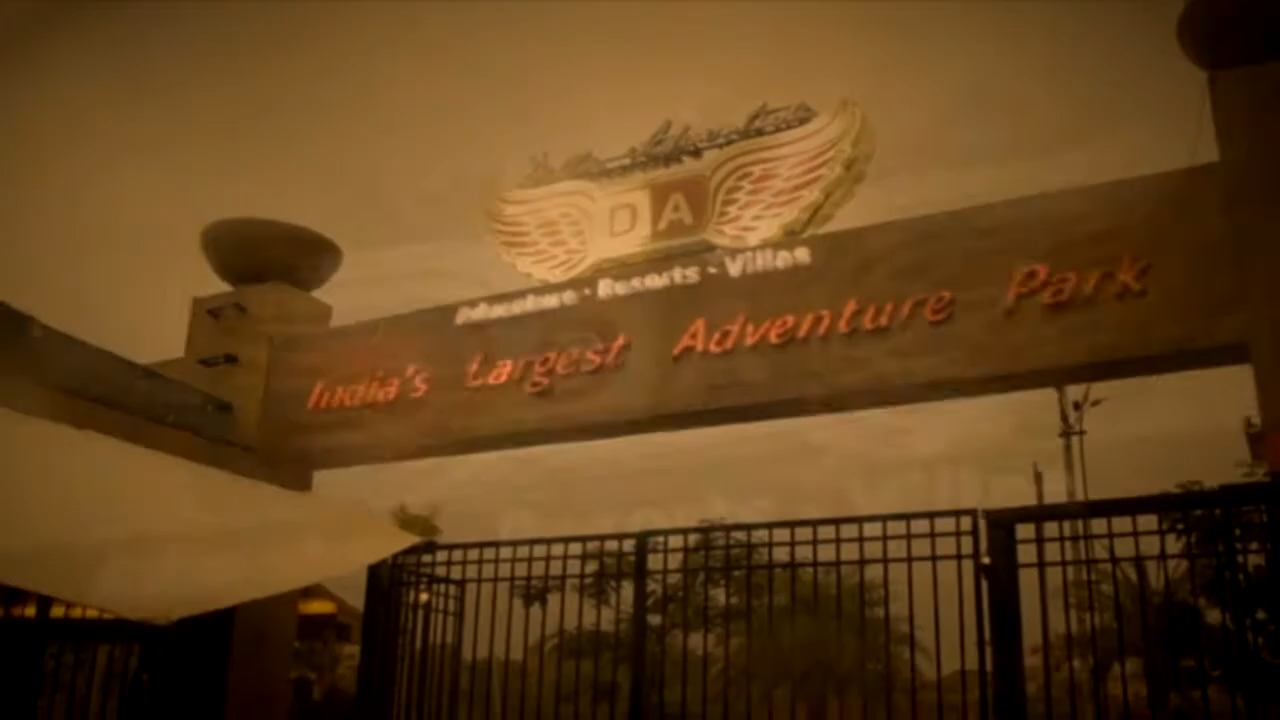 DA
Adventure · Resorts · Villas
India's Largest Adventure Park